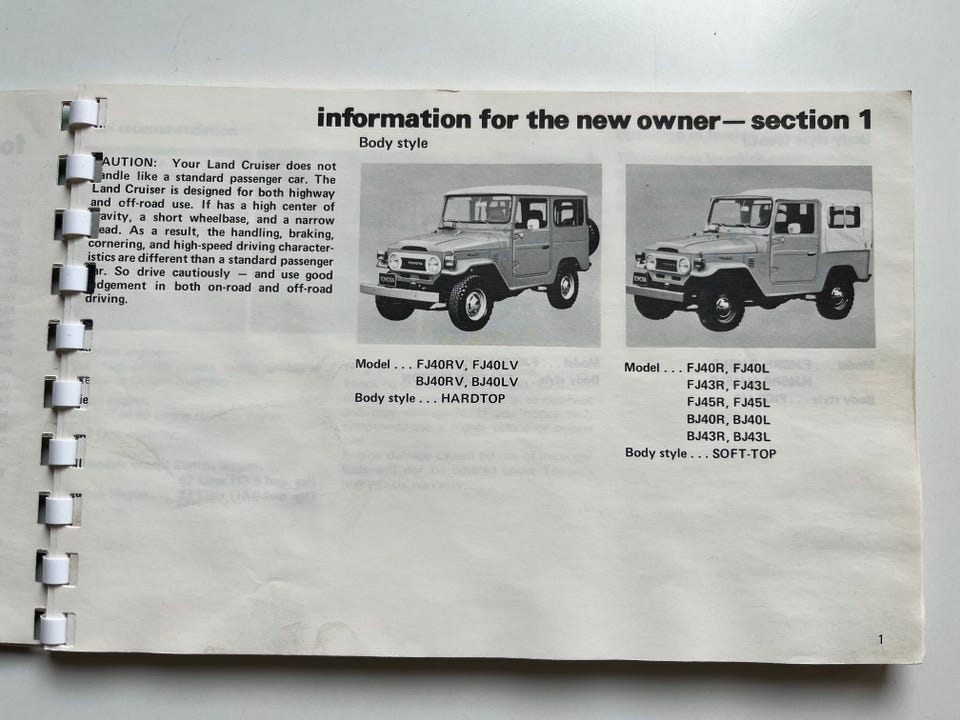 information for the new owner — section 1
AUTION: Your Land Cruiser does not
andle like a standard passenger car. The
Land Cruiser is designed for both highway
and off-road use. If has a high center of
ravity, a short wheelbase, and a narrow
ead. As a result, the handling, braking,
cornering, and high-speed driving character-
istics are different than a standard passenger
ar. So drive cautiously — and use good
dgement in both on-road and off-road
driving.
Body style
TOYOTA
Model . . . FJ40RV, FJ40LV
BJ40RV, BJ40LV
Body style . . . HARDTOP
Model . . . FJ40R, FJ40L
FJ43R, FJ43L
FJ45R, FJ45L
BJ40R, BJ40L
BJ43R, BJ43L
Body style . . . SOFT-TOP
1